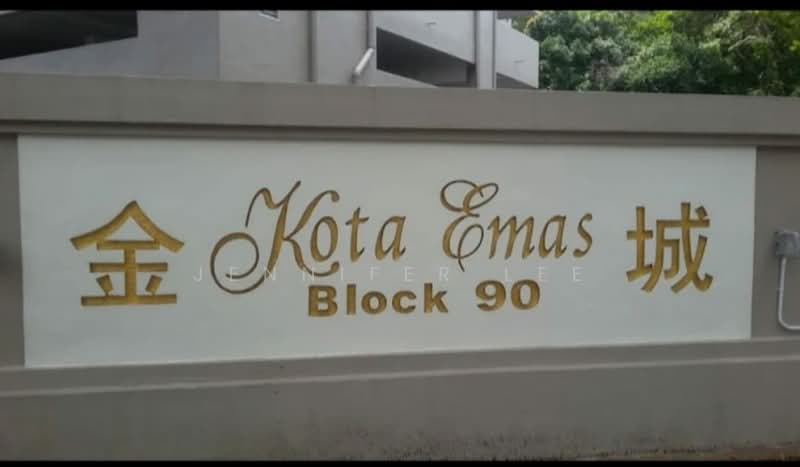 金 Kota Emas 城
Block 90
JENNIFER LEE